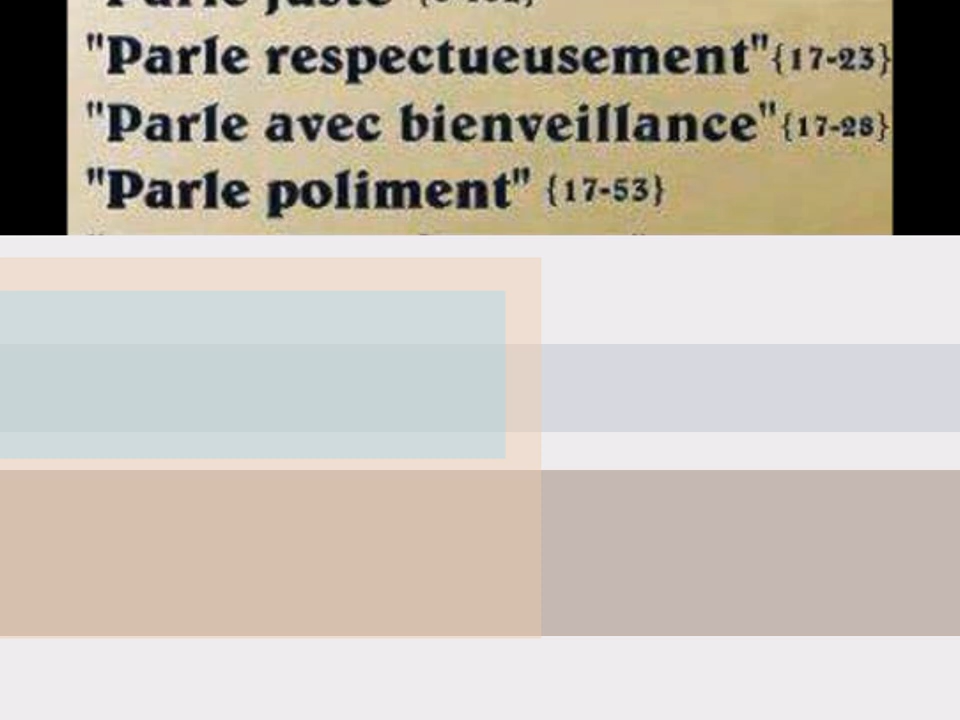 "Parle respectueusement"{17-23}
"Parle avec bienveillance"{17-28}
"Parle poliment" {17-53}